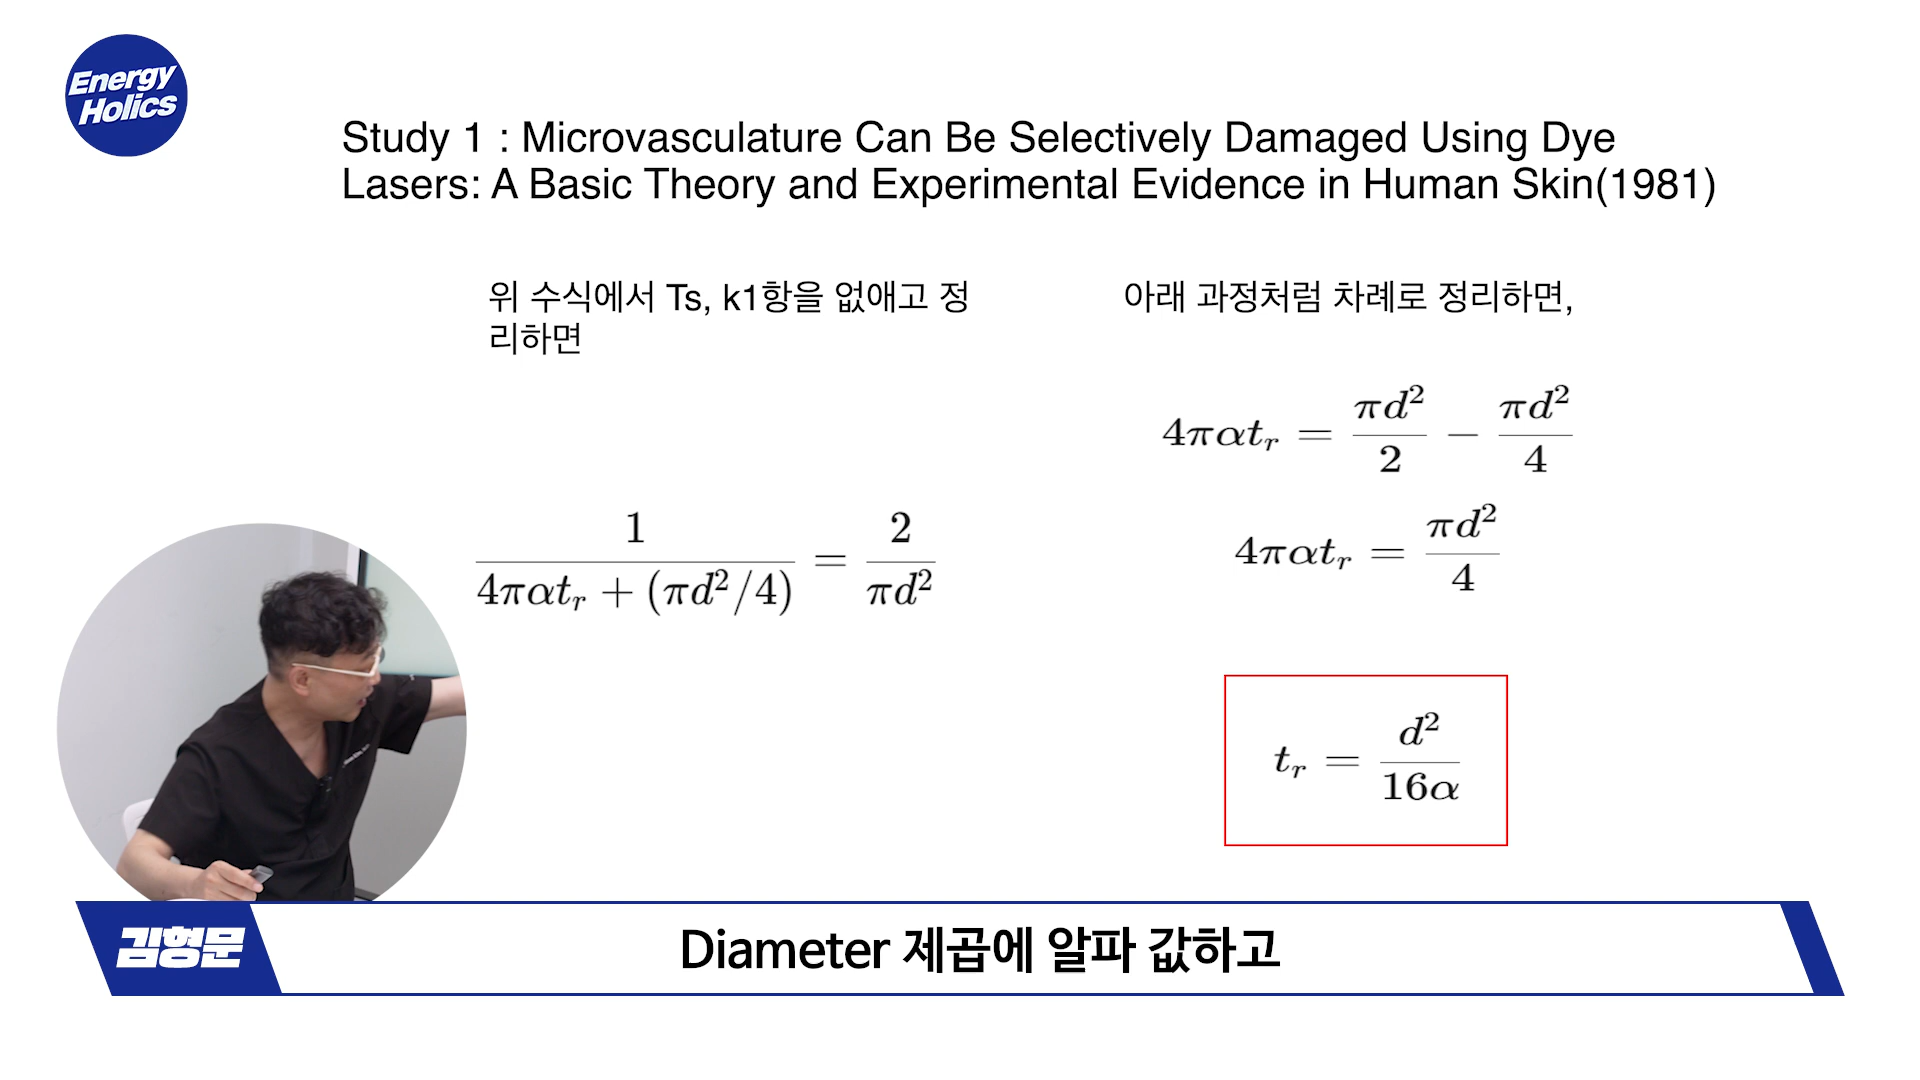 Energy
Holics
Study 1 : Microvasculature Can Be Selectively Damaged Using Dye
Lasers: A Basic Theory and Experimental Evidence in Human Skin(1981)
위 수식에서 Ts, k1항을 없애고 정
리하면
1/(4παt_r + (πd²/4)) = 2/(πd²)
아래 과정처럼 차례로 정리하면,
4παt_r = πd²/2 − πd²/4
4παt_r = πd²/4
t_r = d²/16α
김형문
Diameter 제곱에 알파 값하고